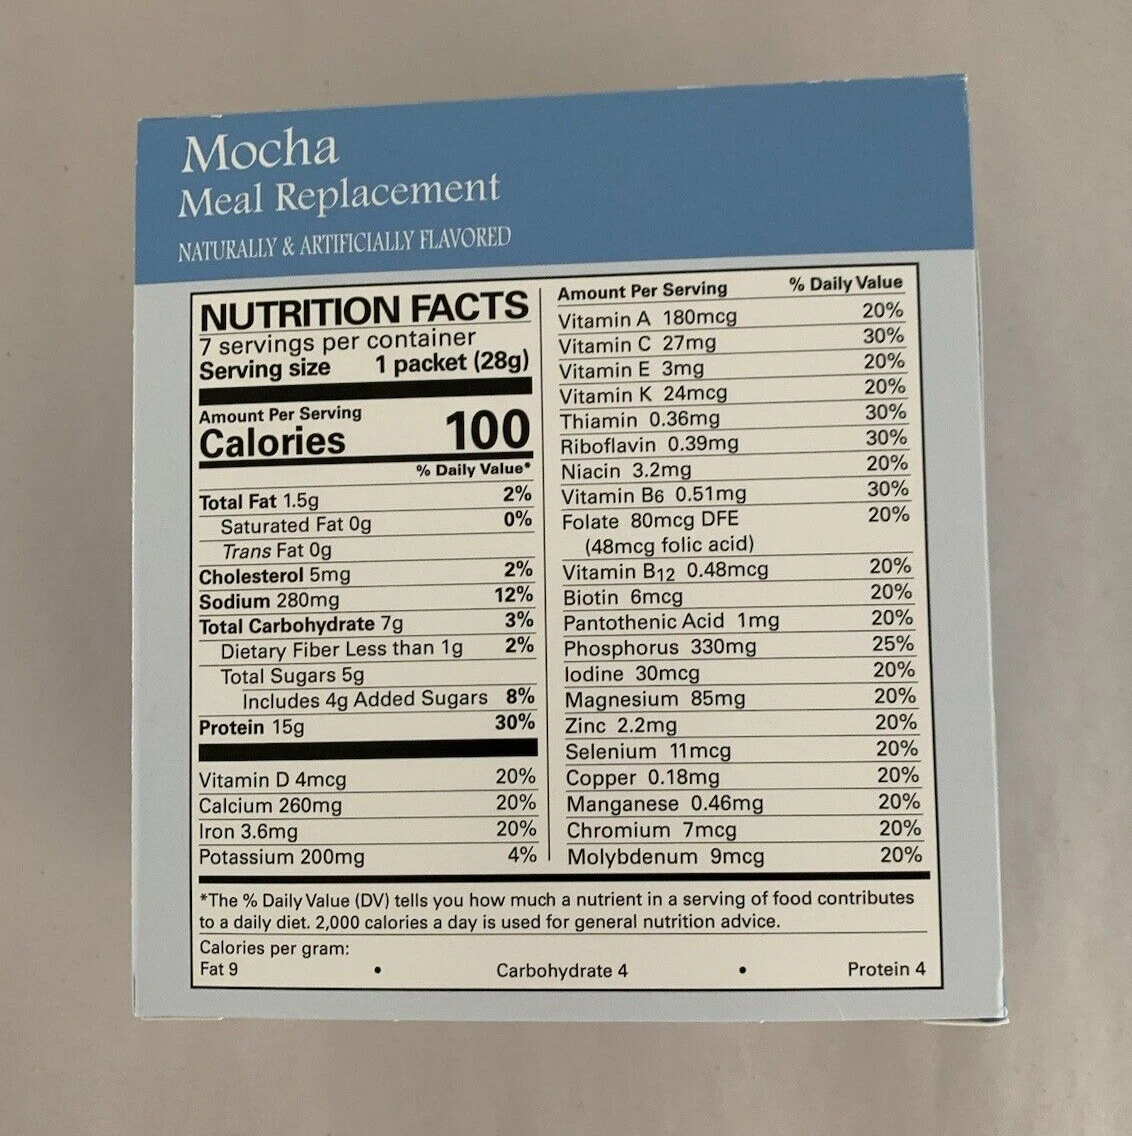 Mocha
Meal Replacement
NATURALLY & ARTIFICIALLY FLAVORED
NUTRITION FACTS
7 servings per container
Serving size 1 packet (28g)
Amount Per Serving
Calories 100
% Daily Value*
Total Fat 1.5g 2%
Saturated Fat 0g 0%
Trans Fat 0g
Cholesterol 5mg 2%
Sodium 280mg 12%
Total Carbohydrate 7g 3%
Dietary Fiber Less than 1g 2%
Total Sugars 5g
Includes 4g Added Sugars 8%
Protein 15g 30%
Vitamin D 4mcg 20%
Calcium 260mg 20%
Iron 3.6mg 20%
Potassium 200mg 4%
Amount Per Serving % Daily Value
Vitamin A 180mcg 20%
Vitamin C 27mg 30%
Vitamin E 3mg 20%
Vitamin K 24mcg 20%
Thiamin 0.36mg 30%
Riboflavin 0.39mg 30%
Niacin 3.2mg 20%
Vitamin B6 0.51mg 30%
Folate 80mcg DFE 20%
(48mcg folic acid)
Vitamin B12 0.48mcg 20%
Biotin 6mcg 20%
Pantothenic Acid 1mg 20%
Phosphorus 330mg 25%
Iodine 30mcg 20%
Magnesium 85mg 20%
Zinc 2.2mg 20%
Selenium 11mcg 20%
Copper 0.18mg 20%
Manganese 0.46mg 20%
Chromium 7mcg 20%
Molybdenum 9mcg 20%
*The % Daily Value (DV) tells you how much a nutrient in a serving of food contributes
to a daily diet. 2,000 calories a day is used for general nutrition advice.
Calories per gram:
Fat 9 • Carbohydrate 4 • Protein 4